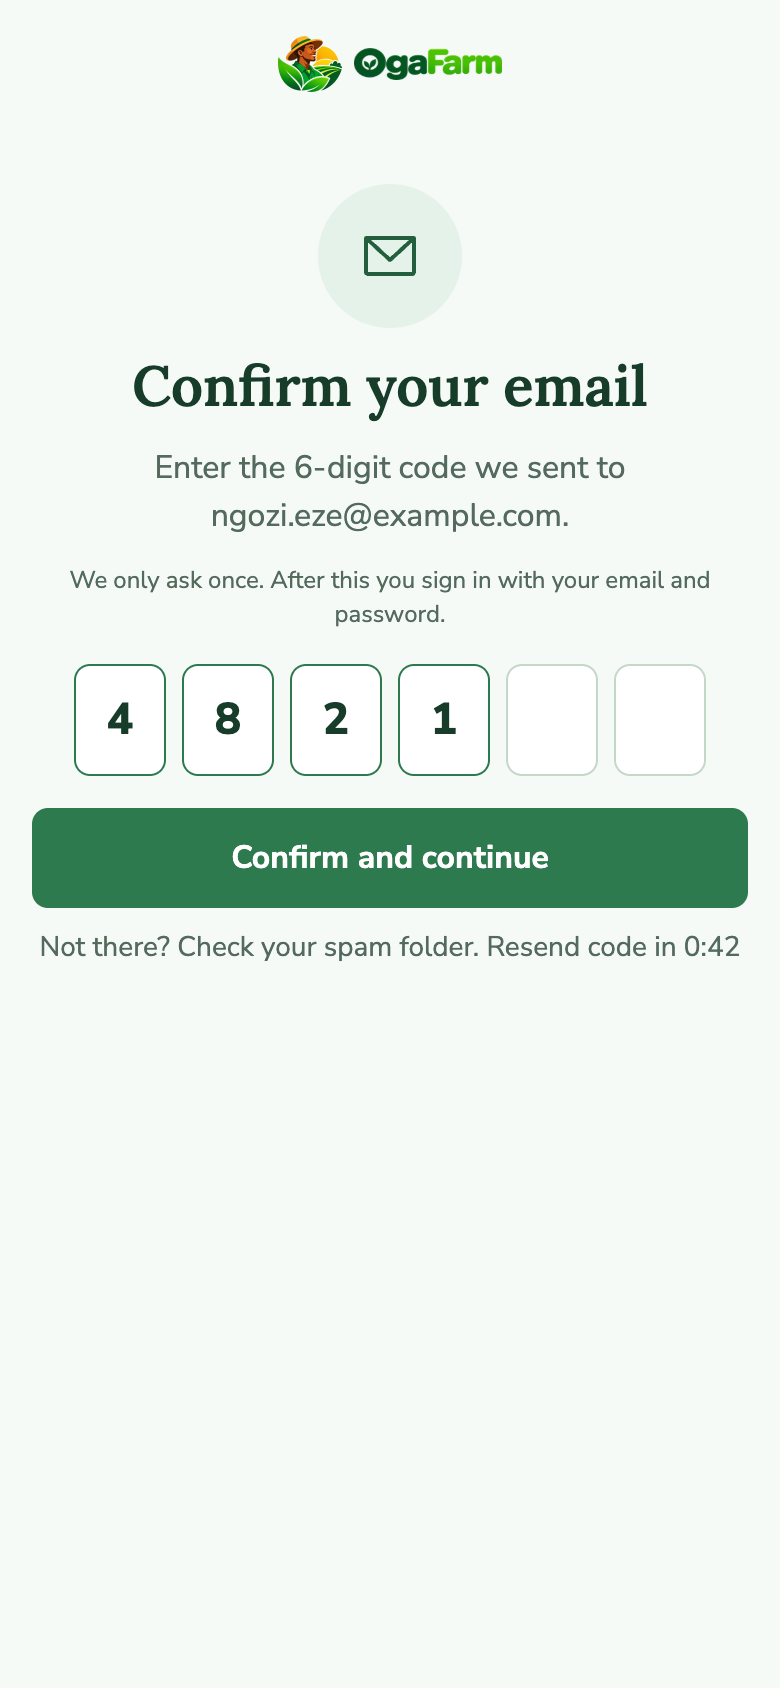 OgaFarm
Confirm your email
Enter the 6-digit code we sent to
ngozi.eze@example.com.
We only ask once. After this you sign in with your email and
password.
4 8 2 1
Confirm and continue
Not there? Check your spam folder. Resend code in 0:42